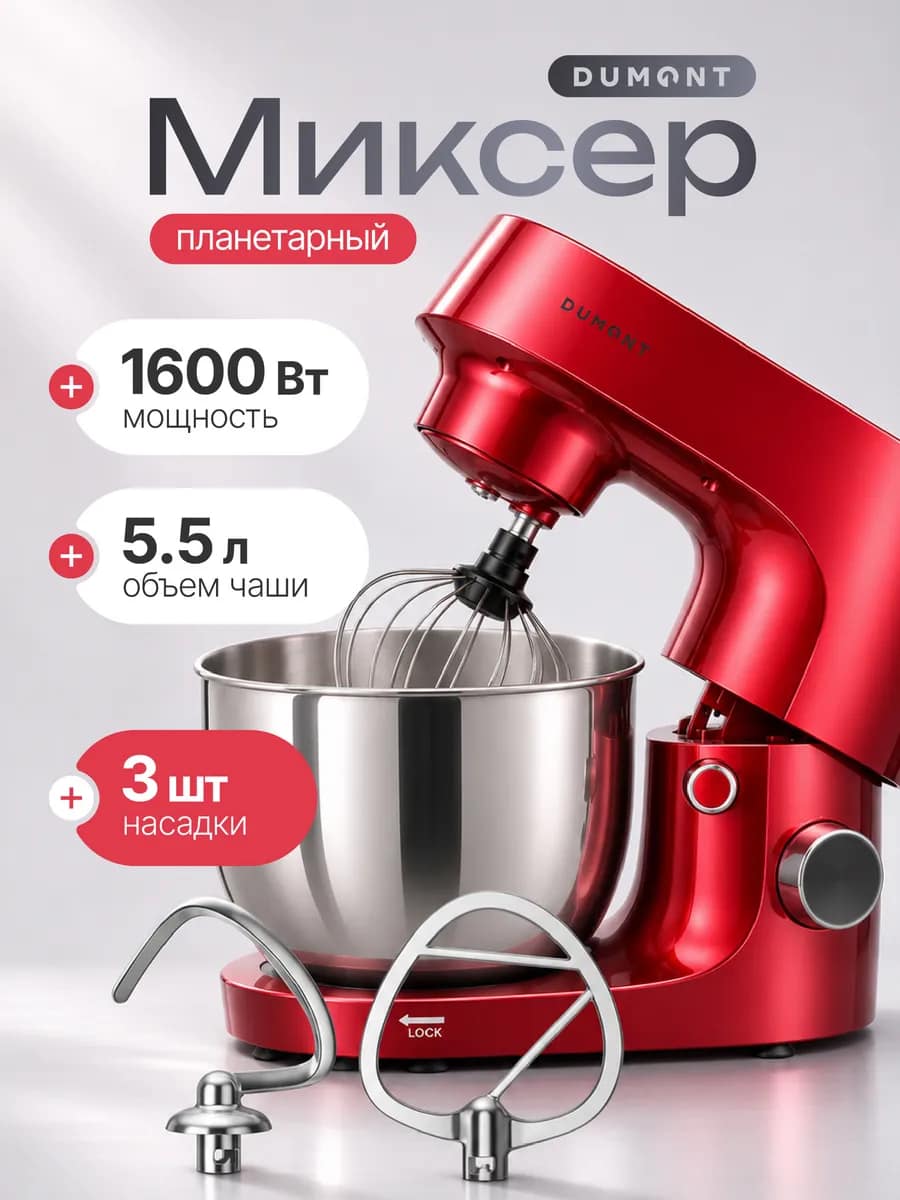 DUMONT
Миксер
планетарный
DUMONT
1600 Вт
мощность
5.5 л
объем чаши
3 шт
насадки
LOCK